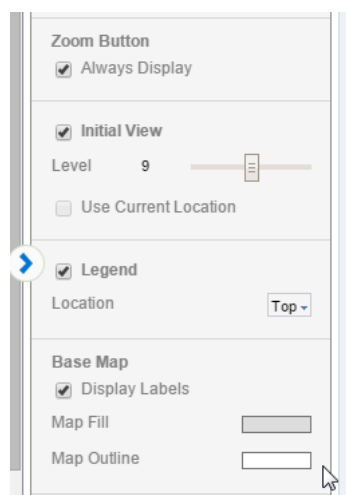 Zoom Button
Always Display
Initial View
Level 9
Use Current Location
Legend
Location Top
Base Map
Display Labels
Map Fill
Map Outline